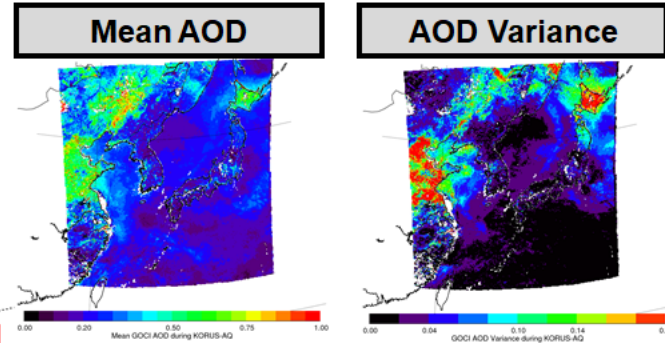 Mean AOD
AOD Variance
0.00 0.20 0.50 0.75 1.00
Mean GOCI AOD during KORUS-AQ
0.00 0.04 0.10 0.14
GOCI AOD Variance during KORUS-AQ